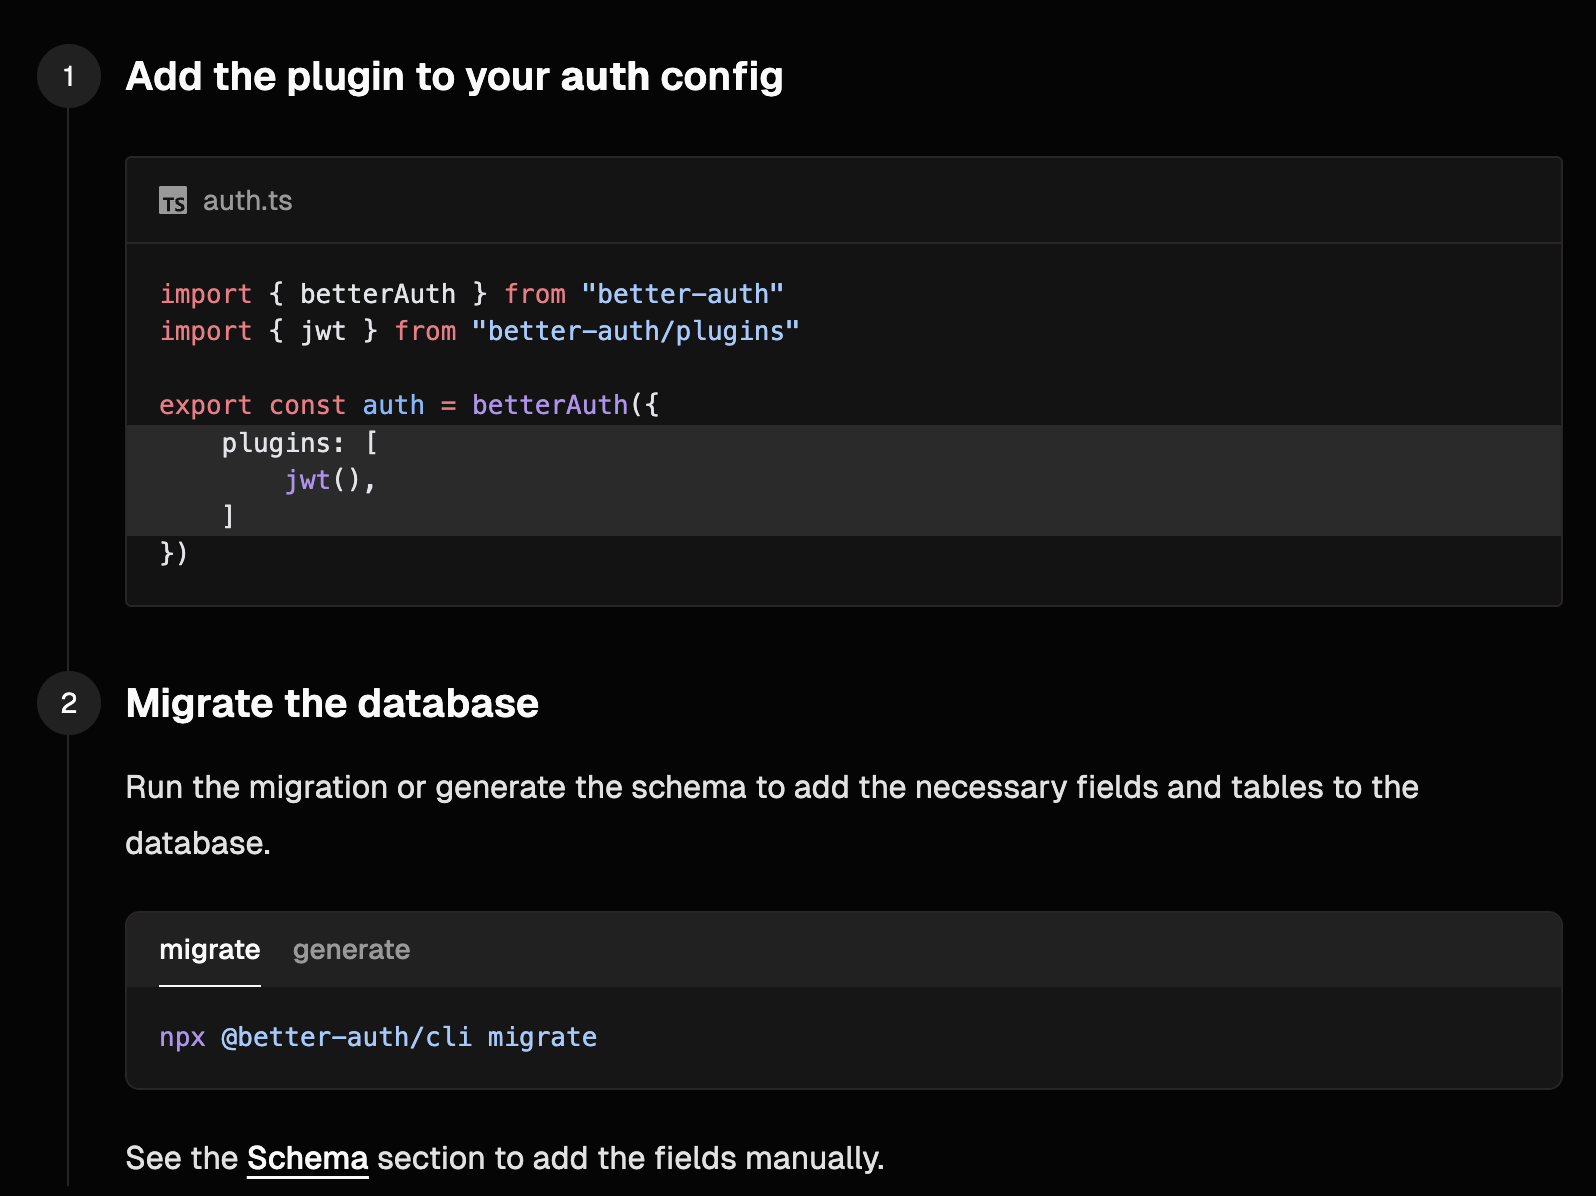 1
Add the plugin to your auth config
TS auth.ts
import { betterAuth } from "better-auth"
import { jwt } from "better-auth/plugins"
export const auth = betterAuth({
    plugins: [
        jwt(),
    ]
})
2
Migrate the database
Run the migration or generate the schema to add the necessary fields and tables to the
database.
migrate generate
npx @better-auth/cli migrate
See the Schema section to add the fields manually.